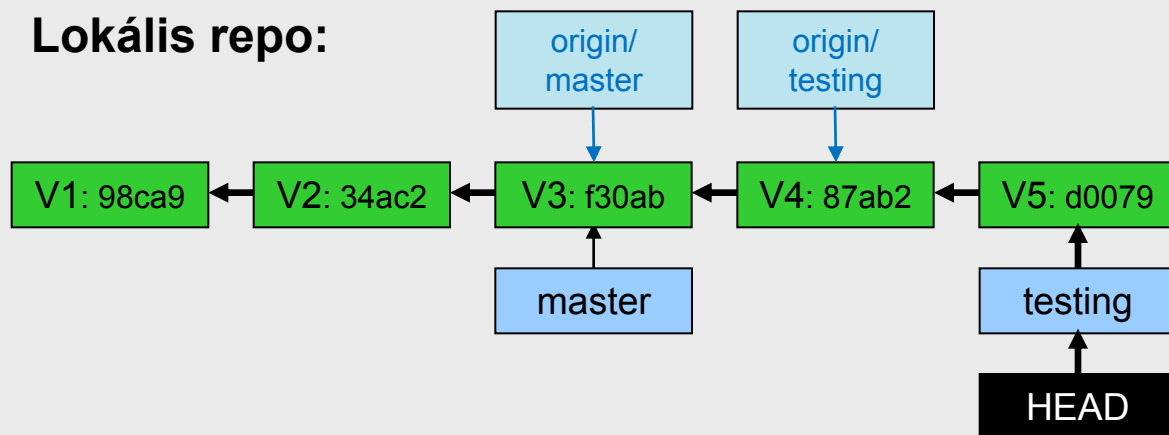 Lokális repo:
origin/
master
origin/
testing
V1: 98ca9
V2: 34ac2
V3: f30ab
V4: 87ab2
V5: d0079
master
testing
HEAD